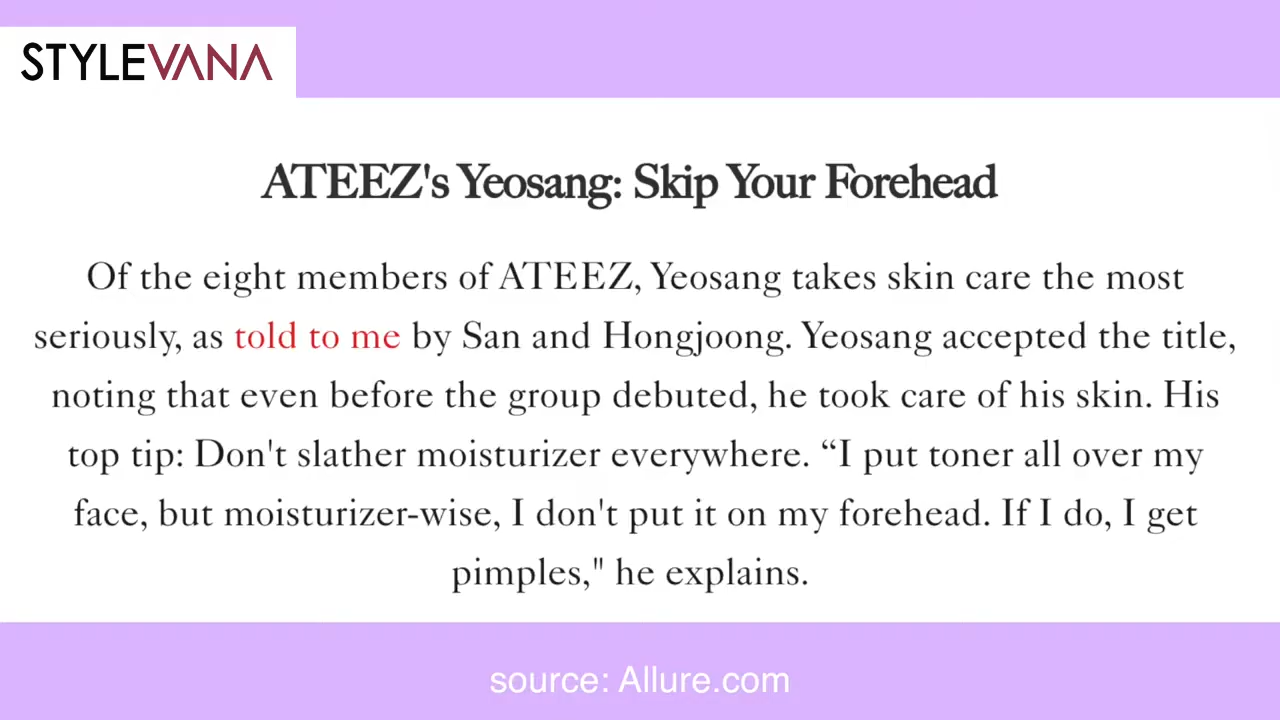 STYLEVANA
ATEEZ's Yeosang: Skip Your Forehead
Of the eight members of ATEEZ, Yeosang takes skin care the most
seriously, as told to me by San and Hongjoong. Yeosang accepted the title,
noting that even before the group debuted, he took care of his skin. His
top tip: Don't slather moisturizer everywhere. “I put toner all over my
face, but moisturizer-wise, I don't put it on my forehead. If I do, I get
pimples," he explains.
source: Allure.com